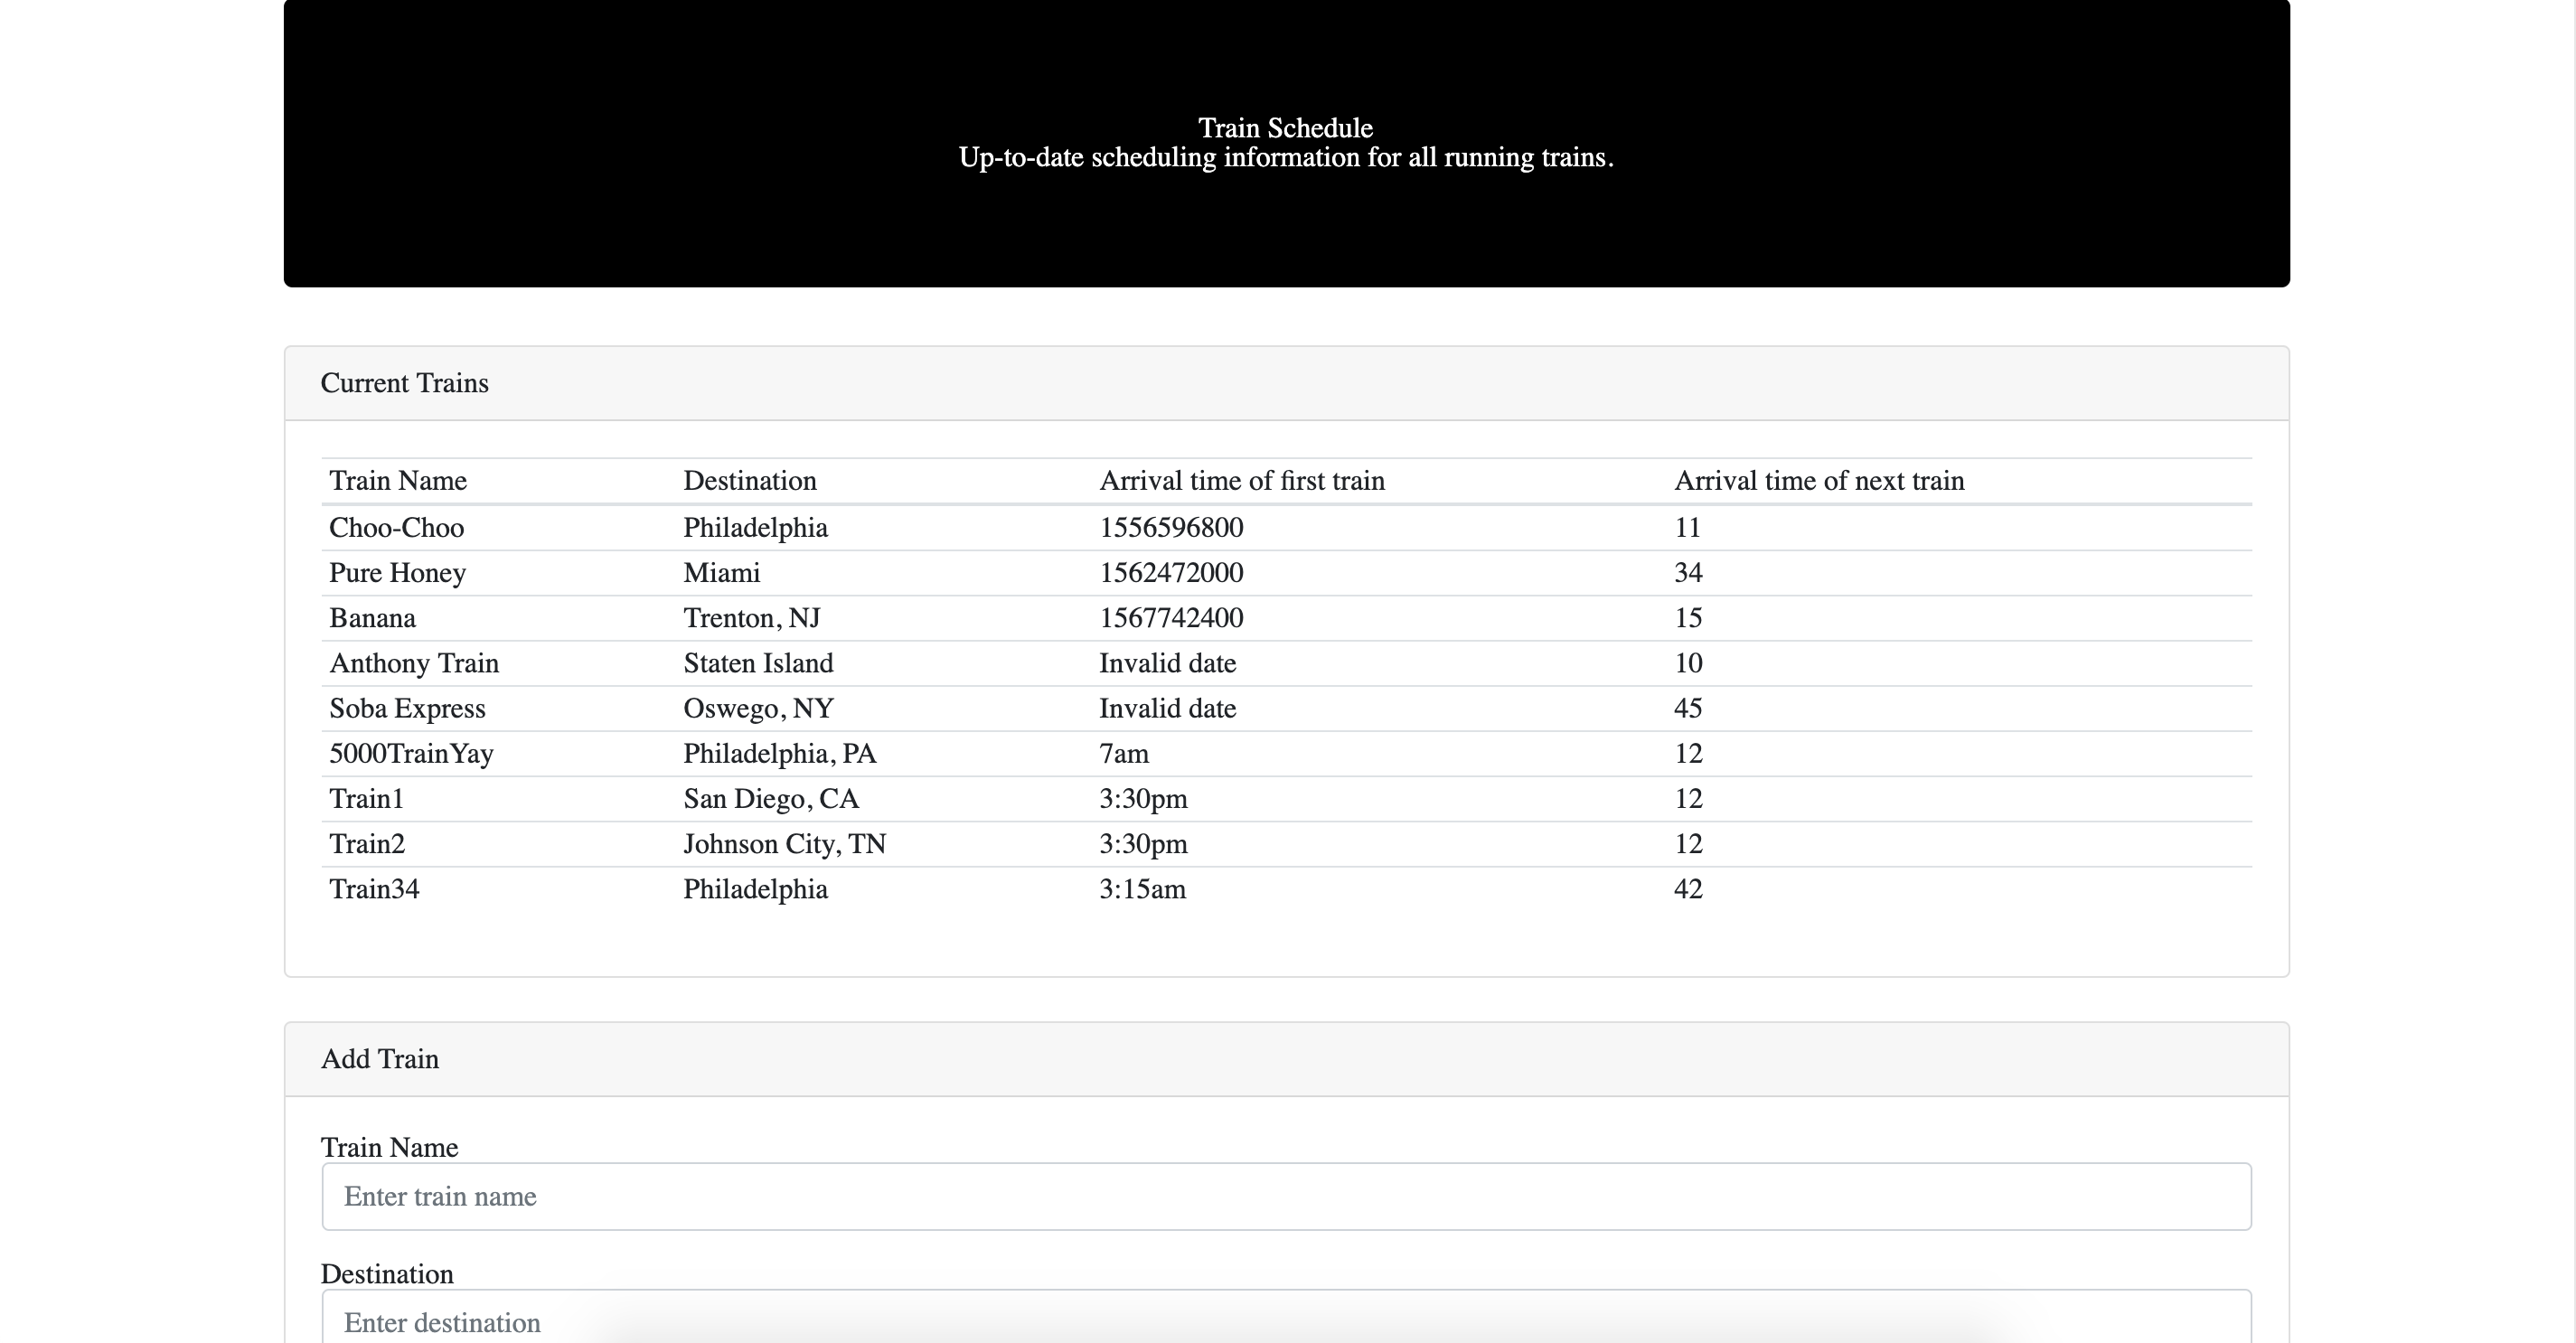 Train Schedule
Up-to-date scheduling information for all running trains.
Current Trains
Train Name Destination Arrival time of first train Arrival time of next train
Choo-Choo Philadelphia 1556596800 11
Pure Honey Miami 1562472000 34
Banana Trenton, NJ 1567742400 15
Anthony Train Staten Island Invalid date 10
Soba Express Oswego, NY Invalid date 45
5000TrainYay Philadelphia, PA 7am 12
Train1 San Diego, CA 3:30pm 12
Train2 Johnson City, TN 3:30pm 12
Train34 Philadelphia 3:15am 42
Add Train
Train Name
Enter train name
Destination
Enter destination